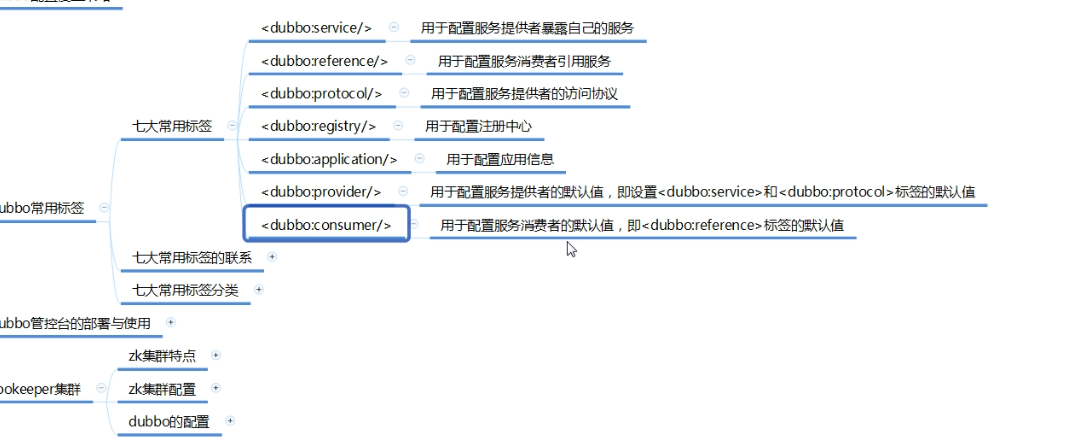 <dubbo:service/> 用于配置服务提供者暴露自己的服务
<dubbo:reference/> 用于配置服务消费者引用服务
<dubbo:protocol/> 用于配置服务提供者的访问协议
七大常用标签
<dubbo:registry/> 用于配置注册中心
<dubbo:application/> 用于配置应用信息
<dubbo:provider/> 用于配置服务提供者的默认值，即设置<dubbo:service>和<dubbo:protocol>标签的默认值
ubbo常用标签
<dubbo:consumer/> 用于配置服务消费者的默认值，即<dubbo:reference>标签的默认值
七大常用标签的联系
七大常用标签分类
ubbo管控台的部署与使用
zk集群特点
ookeeper集群
zk集群配置
dubbo的配置